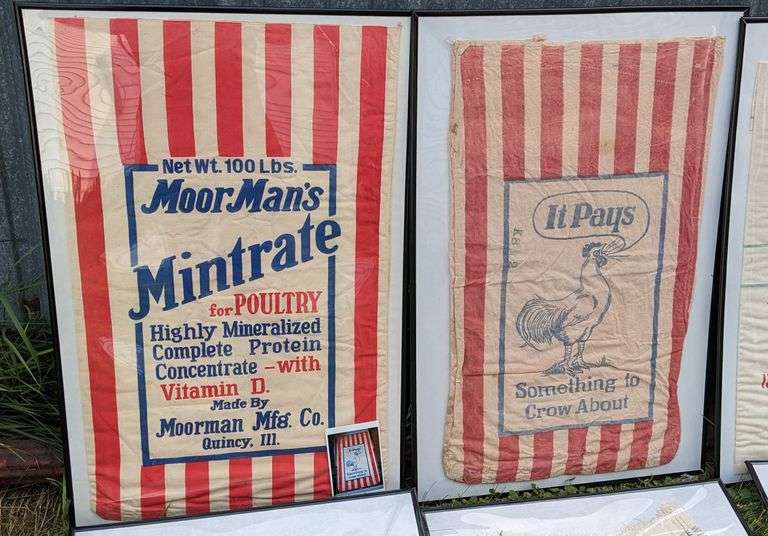 Net Wt. 100 Lbs.
MoorMan's
Mintrate
for POULTRY
Highly Mineralized
Complete Protein
Concentrate – with
Vitamin D.
Made By
Moorman Mfg. Co.
Quincy, Ill.
It Pays
Something to
Crow About